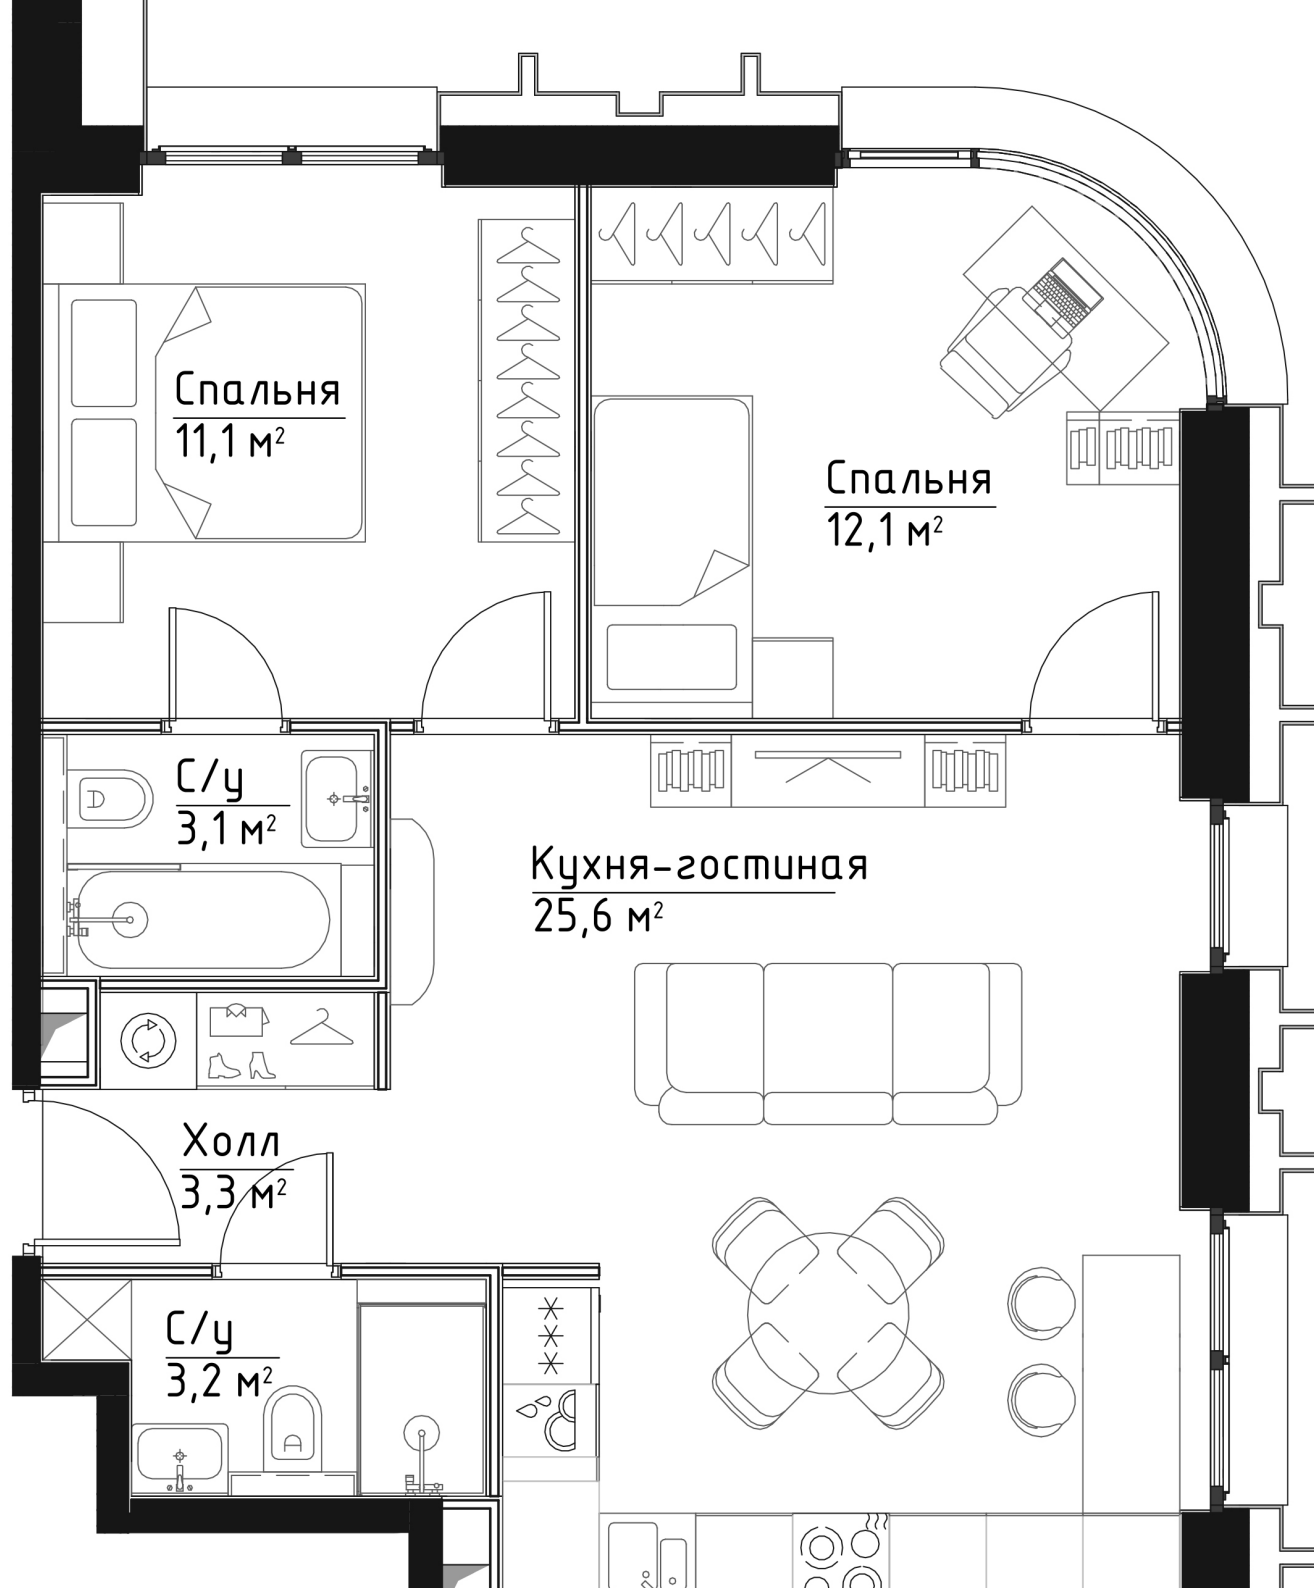 Спальня
11,1 м²
Спальня
12,1 м²
С/у
3,1 м²
Кухня-гостиная
25,6 м²
Холл
3,3 м²
С/у
3,2 м²